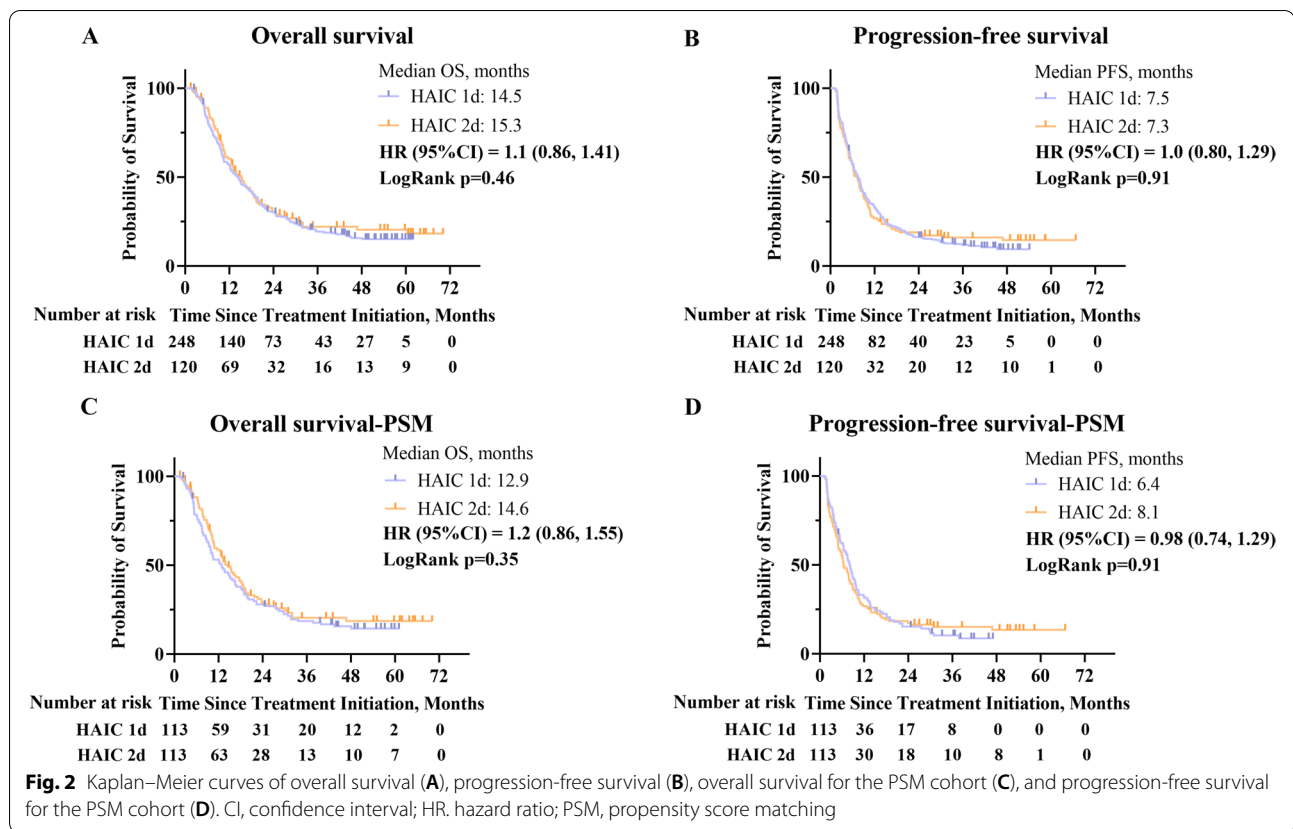 A
Overall survival
Median OS, months
HAIC 1d: 14.5
HAIC 2d: 15.3
HR (95%CI) = 1.1 (0.86, 1.41)
LogRank p=0.46
Probability of Survival
100
50
0
0 12 24 36 48 60 72
Number at risk Time Since Treatment Initiation, Months
HAIC 1d 248 140 73 43 27 5 0
HAIC 2d 120 69 32 16 13 9 0
B
Progression-free survival
Median PFS, months
HAIC 1d: 7.5
HAIC 2d: 7.3
HR (95%CI) = 1.0 (0.80, 1.29)
LogRank p=0.91
Probability of Survival
100
50
0
0 12 24 36 48 60 72
Number at risk Time Since Treatment Initiation, Months
HAIC 1d 248 82 40 23 5 0 0
HAIC 2d 120 32 20 12 10 1 0
C
Overall survival-PSM
Median OS, months
HAIC 1d: 12.9
HAIC 2d: 14.6
HR (95%CI) = 1.2 (0.86, 1.55)
LogRank p=0.35
Probability of Survival
100
50
0
0 12 24 36 48 60 72
Number at risk Time Since Treatment Initiation, Months
HAIC 1d 113 59 31 20 12 2 0
HAIC 2d 113 63 28 13 10 7 0
D
Progression-free survival-PSM
Median PFS, months
HAIC 1d: 6.4
HAIC 2d: 8.1
HR (95%CI) = 0.98 (0.74, 1.29)
LogRank p=0.91
Probability of Survival
100
50
0
0 12 24 36 48 60 72
Number at risk Time Since Treatment Initiation, Months
HAIC 1d 113 36 17 8 0 0 0
HAIC 2d 113 30 18 10 8 1 0
Fig. 2 Kaplan–Meier curves of overall survival (A), progression-free survival (B), overall survival for the PSM cohort (C), and progression-free survival
for the PSM cohort (D). CI, confidence interval; HR. hazard ratio; PSM, propensity score matching